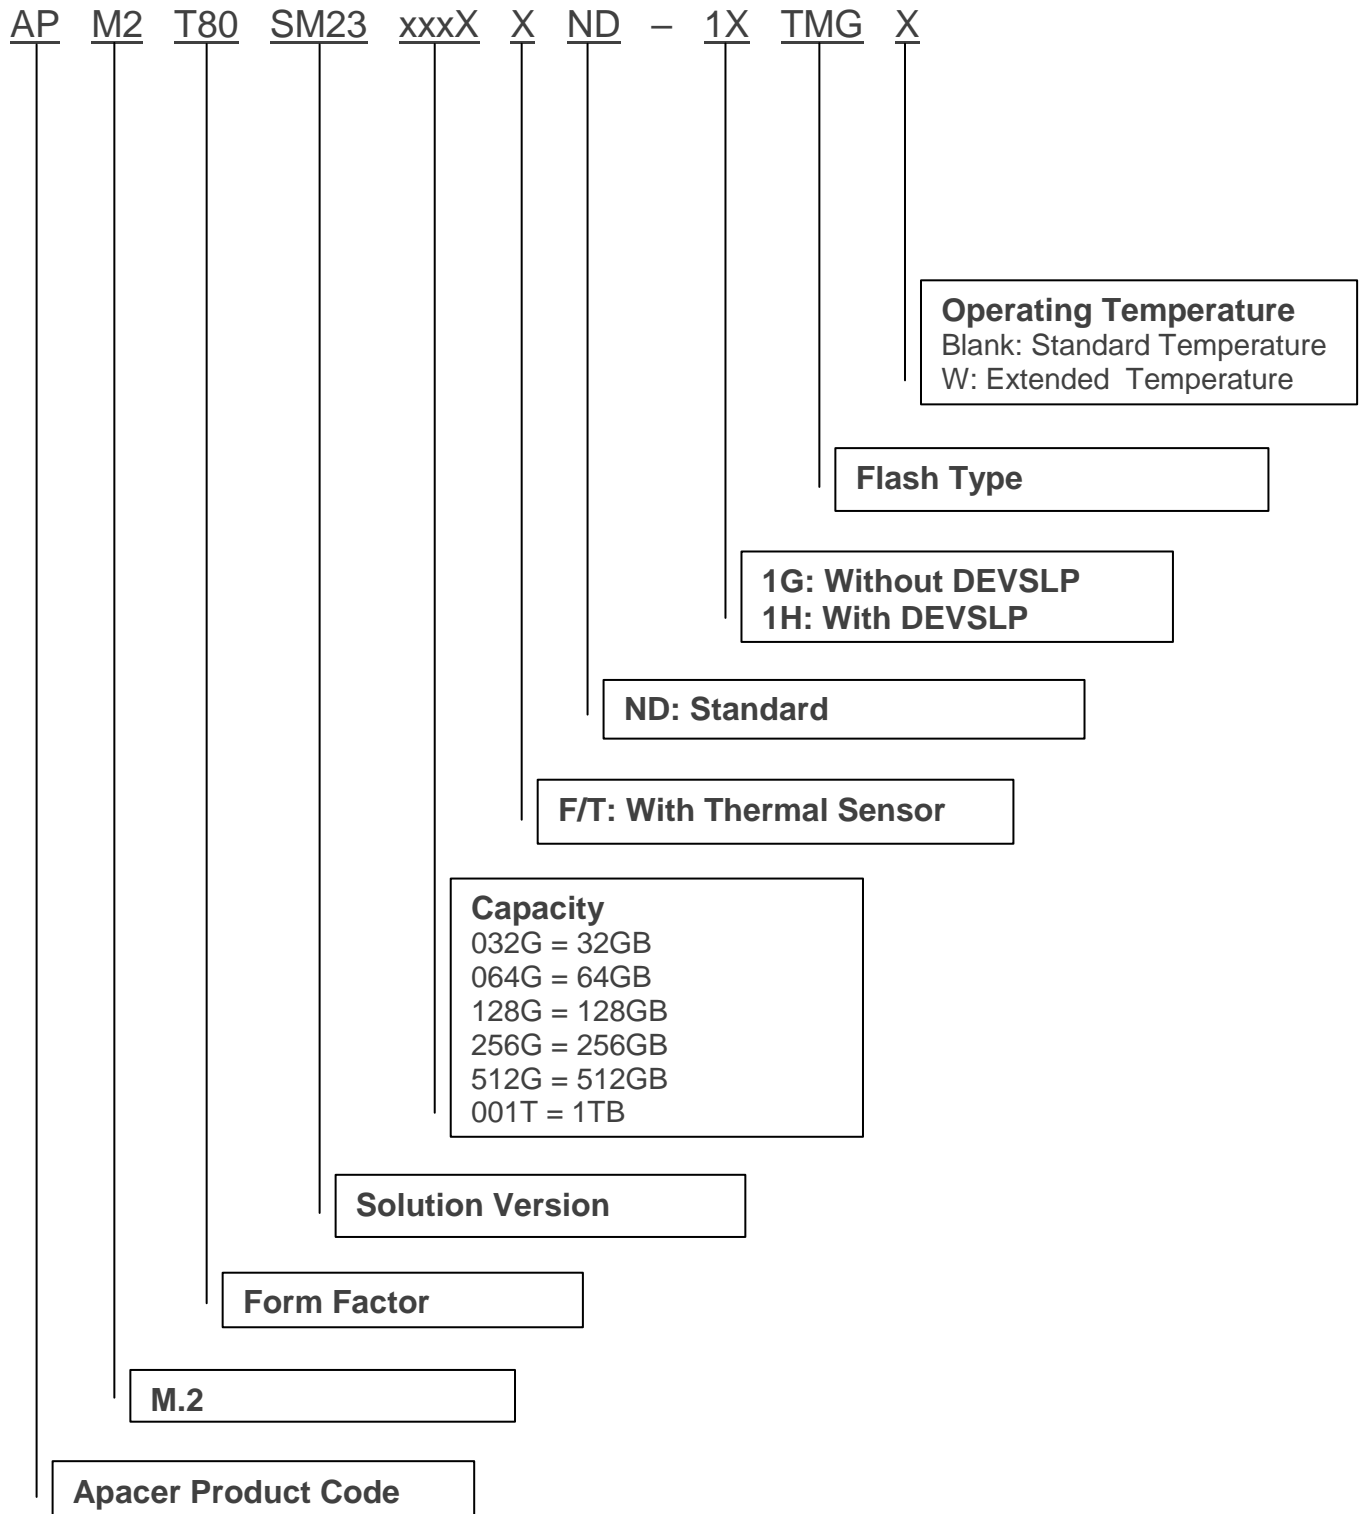 AP M2 T80 SM23 xxxX X ND – 1X TMG X
Operating Temperature
Blank: Standard Temperature
W: Extended Temperature
Flash Type
1G: Without DEVSLP
1H: With DEVSLP
ND: Standard
F/T: With Thermal Sensor
Capacity
032G = 32GB
064G = 64GB
128G = 128GB
256G = 256GB
512G = 512GB
001T = 1TB
Solution Version
Form Factor
M.2
Apacer Product Code